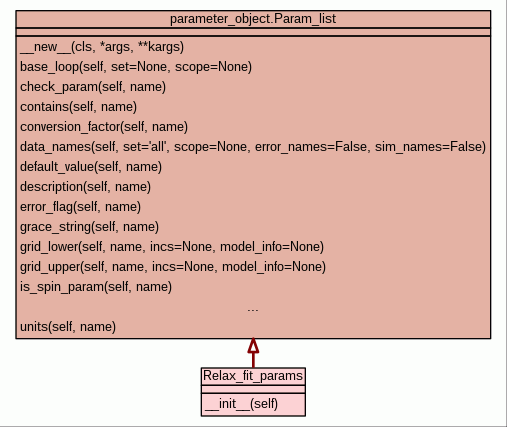 parameter_object.Param_list
__new__(cls, *args, **kargs)
base_loop(self, set=None, scope=None)
check_param(self, name)
contains(self, name)
conversion_factor(self, name)
data_names(self, set='all', scope=None, error_names=False, sim_names=False)
default_value(self, name)
description(self, name)
error_flag(self, name)
grace_string(self, name)
grid_lower(self, name, incs=None, model_info=None)
grid_upper(self, name, incs=None, model_info=None)
is_spin_param(self, name)
...
units(self, name)
Relax_fit_params
__init__(self)